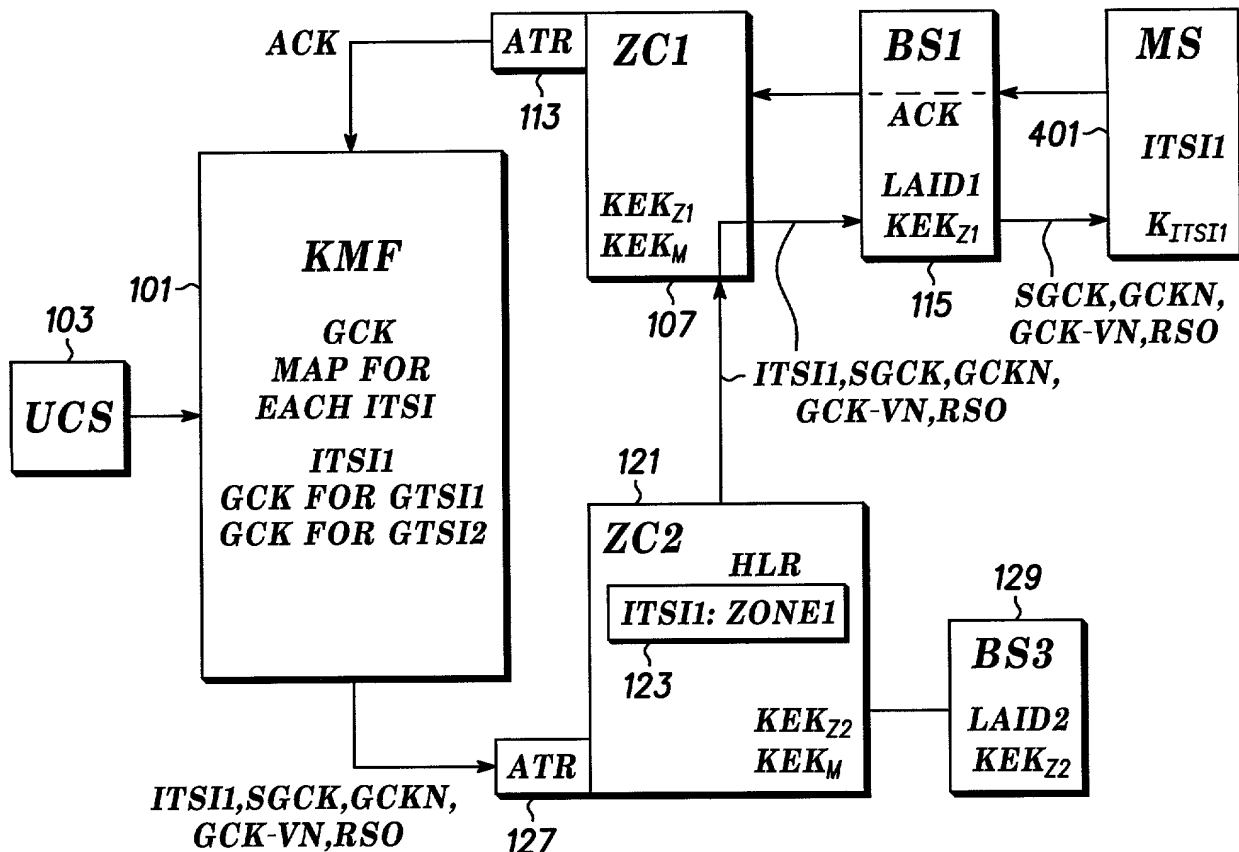 ACK
ATR
113
ZC1
KEKZ1
KEKM
107
BS1
ACK
LAID1
KEKZ1
115
MS
401
ITSI1
KITSI1
SGCK,GCKN,
GCK-VN,RSO
ITSI1,SGCK,GCKN,
GCK-VN,RSO
101
KMF
GCK
MAP FOR
EACH ITSI
ITSI1
GCK FOR GTSI1
GCK FOR GTSI2
103
UCS
121
ZC2
HLR
ITSI1: ZONE1
123
KEKZ2
KEKM
129
BS3
LAID2
KEKZ2
ATR
127
ITSI1,SGCK,GCKN,
GCK-VN,RSO